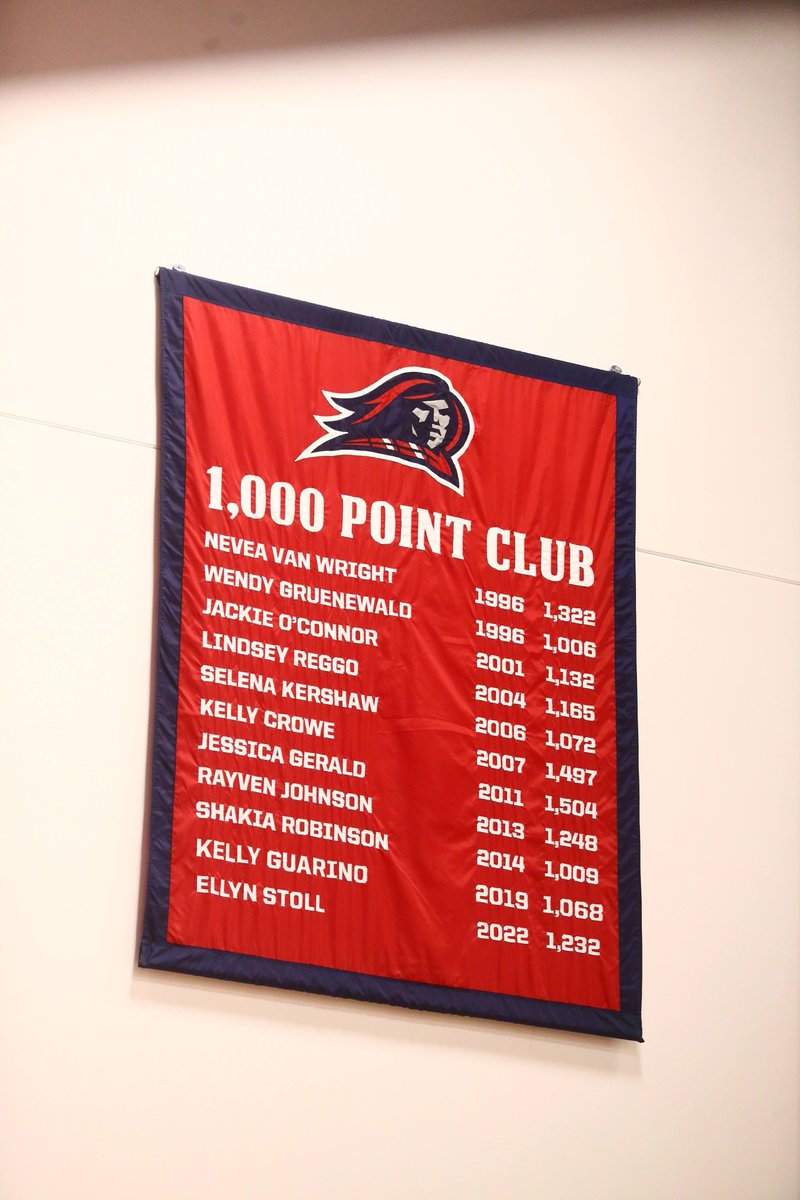 1,000 POINT CLUB
NEVEA VAN WRIGHT 1996 1,322
WENDY GRUENEWALD 1996 1,006
JACKIE O'CONNOR 2001 1,132
LINDSEY REGGO 2004 1,165
SELENA KERSHAW 2006 1,072
KELLY CROWE 2007 1,497
JESSICA GERALD 2011 1,504
RAYVEN JOHNSON 2013 1,248
SHAKIA ROBINSON 2014 1,009
KELLY GUARINO 2019 1,068
ELLYN STOLL 2022 1,232